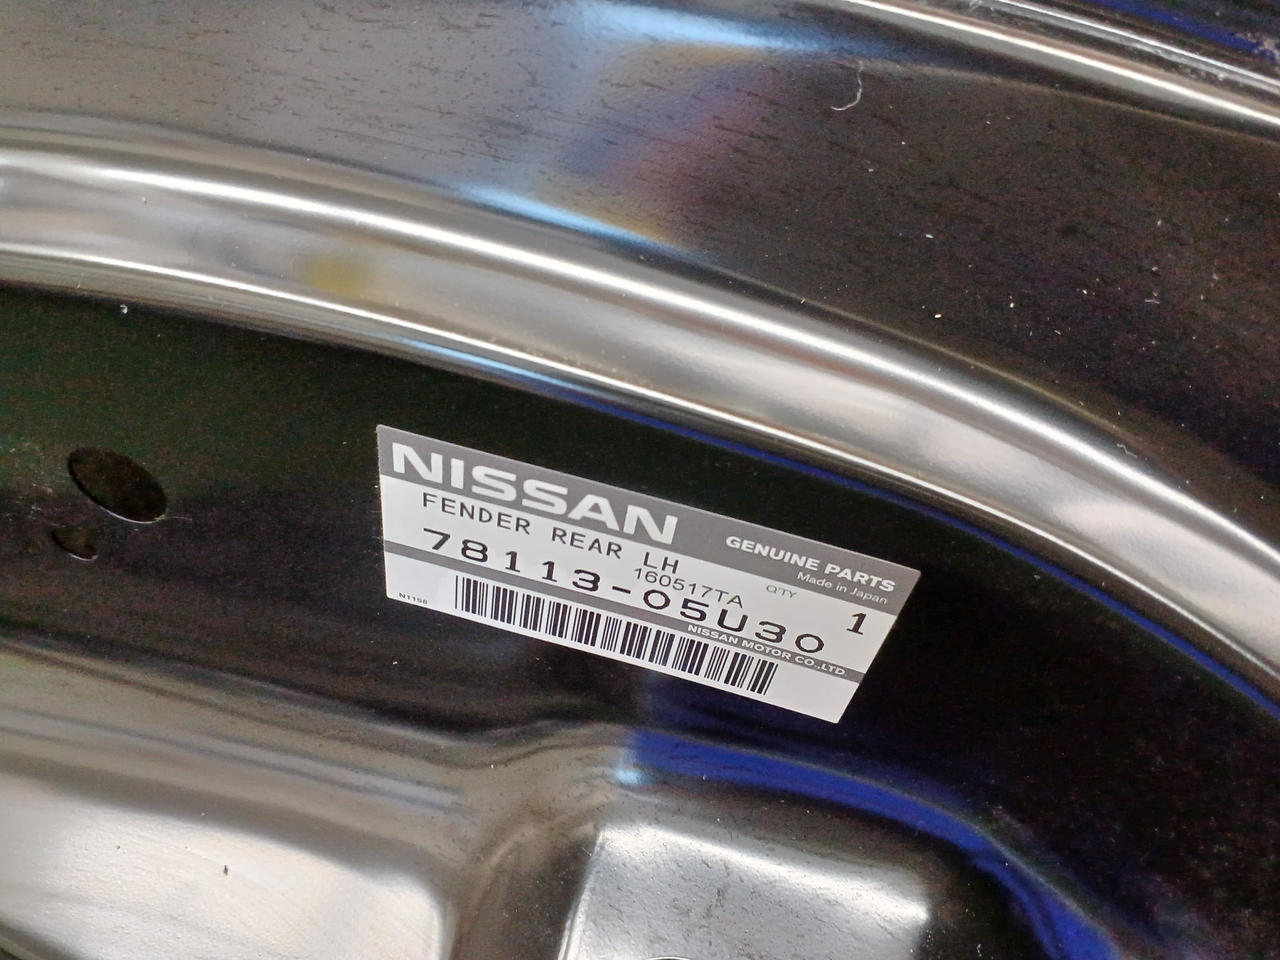 NISSAN GENUINE PARTS
Made in Japan
FENDER REAR LH
160517TA QTY 1
78113-05U30
NISSAN MOTOR CO.,LTD.
N1156